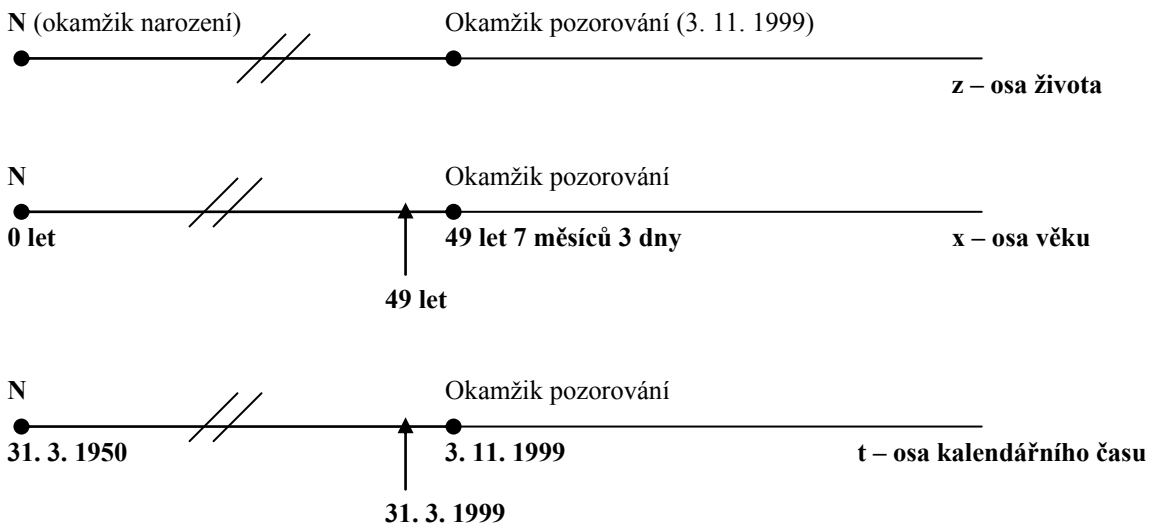 N (okamžik narození) Okamžik pozorování (3. 11. 1999)
z – osa života
N Okamžik pozorování
0 let 49 let 7 měsíců 3 dny x – osa věku
49 let
N Okamžik pozorování
31. 3. 1950 3. 11. 1999 t – osa kalendářního času
31. 3. 1999